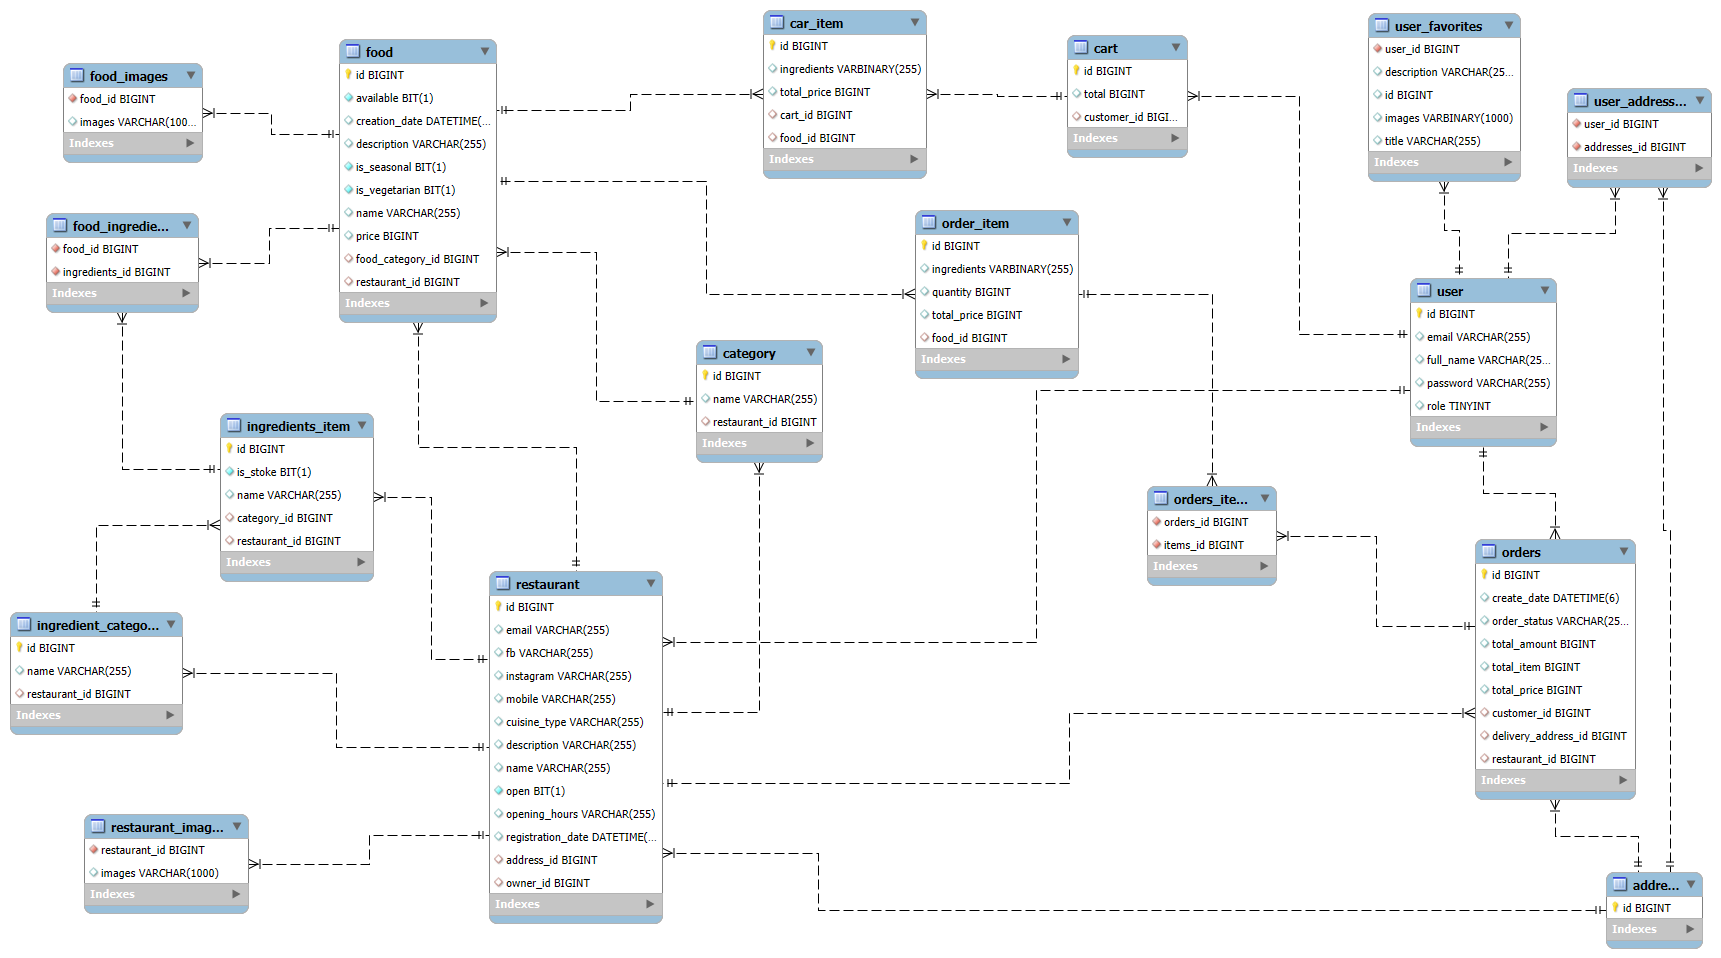 food_images
food_id BIGINT
images VARCHAR(100...
Indexes
food
id BIGINT
available BIT(1)
creation_date DATETIME(...
description VARCHAR(255)
is_seasonal BIT(1)
is_vegetarian BIT(1)
name VARCHAR(255)
price BIGINT
food_category_id BIGINT
restaurant_id BIGINT
Indexes
car_item
id BIGINT
ingredients VARBINARY(255)
total_price BIGINT
cart_id BIGINT
food_id BIGINT
Indexes
cart
id BIGINT
total BIGINT
customer_id BIGI...
Indexes
user_favorites
user_id BIGINT
description VARCHAR(25...
id BIGINT
images VARBINARY(1000)
title VARCHAR(255)
Indexes
user_address...
user_id BIGINT
addresses_id BIGINT
Indexes
food_ingredie...
food_id BIGINT
ingredients_id BIGINT
Indexes
order_item
id BIGINT
ingredients VARBINARY(255)
quantity BIGINT
total_price BIGINT
food_id BIGINT
Indexes
user
id BIGINT
email VARCHAR(255)
full_name VARCHAR(25...
password VARCHAR(255)
role TINYINT
Indexes
category
id BIGINT
name VARCHAR(255)
restaurant_id BIGINT
Indexes
ingredients_item
id BIGINT
is_stoke BIT(1)
name VARCHAR(255)
category_id BIGINT
restaurant_id BIGINT
Indexes
orders_ite...
orders_id BIGINT
items_id BIGINT
Indexes
orders
id BIGINT
create_date DATETIME(6)
order_status VARCHAR(25...
total_amount BIGINT
total_item BIGINT
total_price BIGINT
customer_id BIGINT
delivery_address_id BIGINT
restaurant_id BIGINT
Indexes
restaurant
id BIGINT
email VARCHAR(255)
fb VARCHAR(255)
instagram VARCHAR(255)
mobile VARCHAR(255)
cuisine_type VARCHAR(255)
description VARCHAR(255)
name VARCHAR(255)
open BIT(1)
opening_hours VARCHAR(255)
registration_date DATETIME(...
address_id BIGINT
owner_id BIGINT
Indexes
ingredient_catego...
id BIGINT
name VARCHAR(255)
restaurant_id BIGINT
Indexes
restaurant_imag...
restaurant_id BIGINT
images VARCHAR(1000)
Indexes
addre...
id BIGINT
Indexes